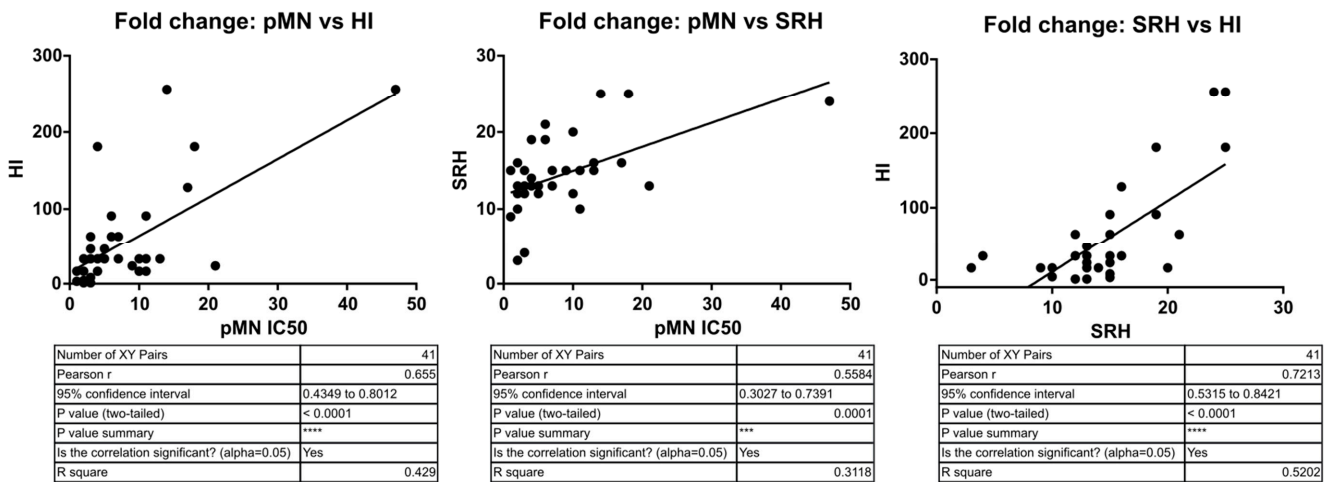 Fold change: pMN vs HI
300
200
100
0
0 10 20 30 40 50
HI
pMN IC50
Number of XY Pairs 41
Pearson r 0.655
95% confidence interval 0.4349 to 0.8012
P value (two-tailed) < 0.0001
P value summary ****
Is the correlation significant? (alpha=0.05) Yes
R square 0.429
Fold change: pMN vs SRH
30
20
10
0
0 10 20 30 40 50
SRH
pMN IC50
Number of XY Pairs 41
Pearson r 0.5584
95% confidence interval 0.3027 to 0.7391
P value (two-tailed) 0.0001
P value summary ***
Is the correlation significant? (alpha=0.05) Yes
R square 0.3118
Fold change: SRH vs HI
300
200
100
0
0 10 20 30
HI
SRH
Number of XY Pairs 41
Pearson r 0.7213
95% confidence interval 0.5315 to 0.8421
P value (two-tailed) < 0.0001
P value summary ****
Is the correlation significant? (alpha=0.05) Yes
R square 0.5202